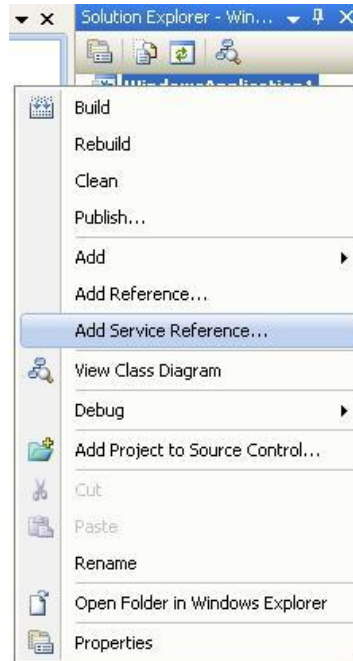 Solution Explorer - Win...
WindowsApplication1
Build
Rebuild
Clean
Publish...
Add
Add Reference...
Add Service Reference...
View Class Diagram
Debug
Add Project to Source Control...
Cut
Paste
Rename
Open Folder in Windows Explorer
Properties